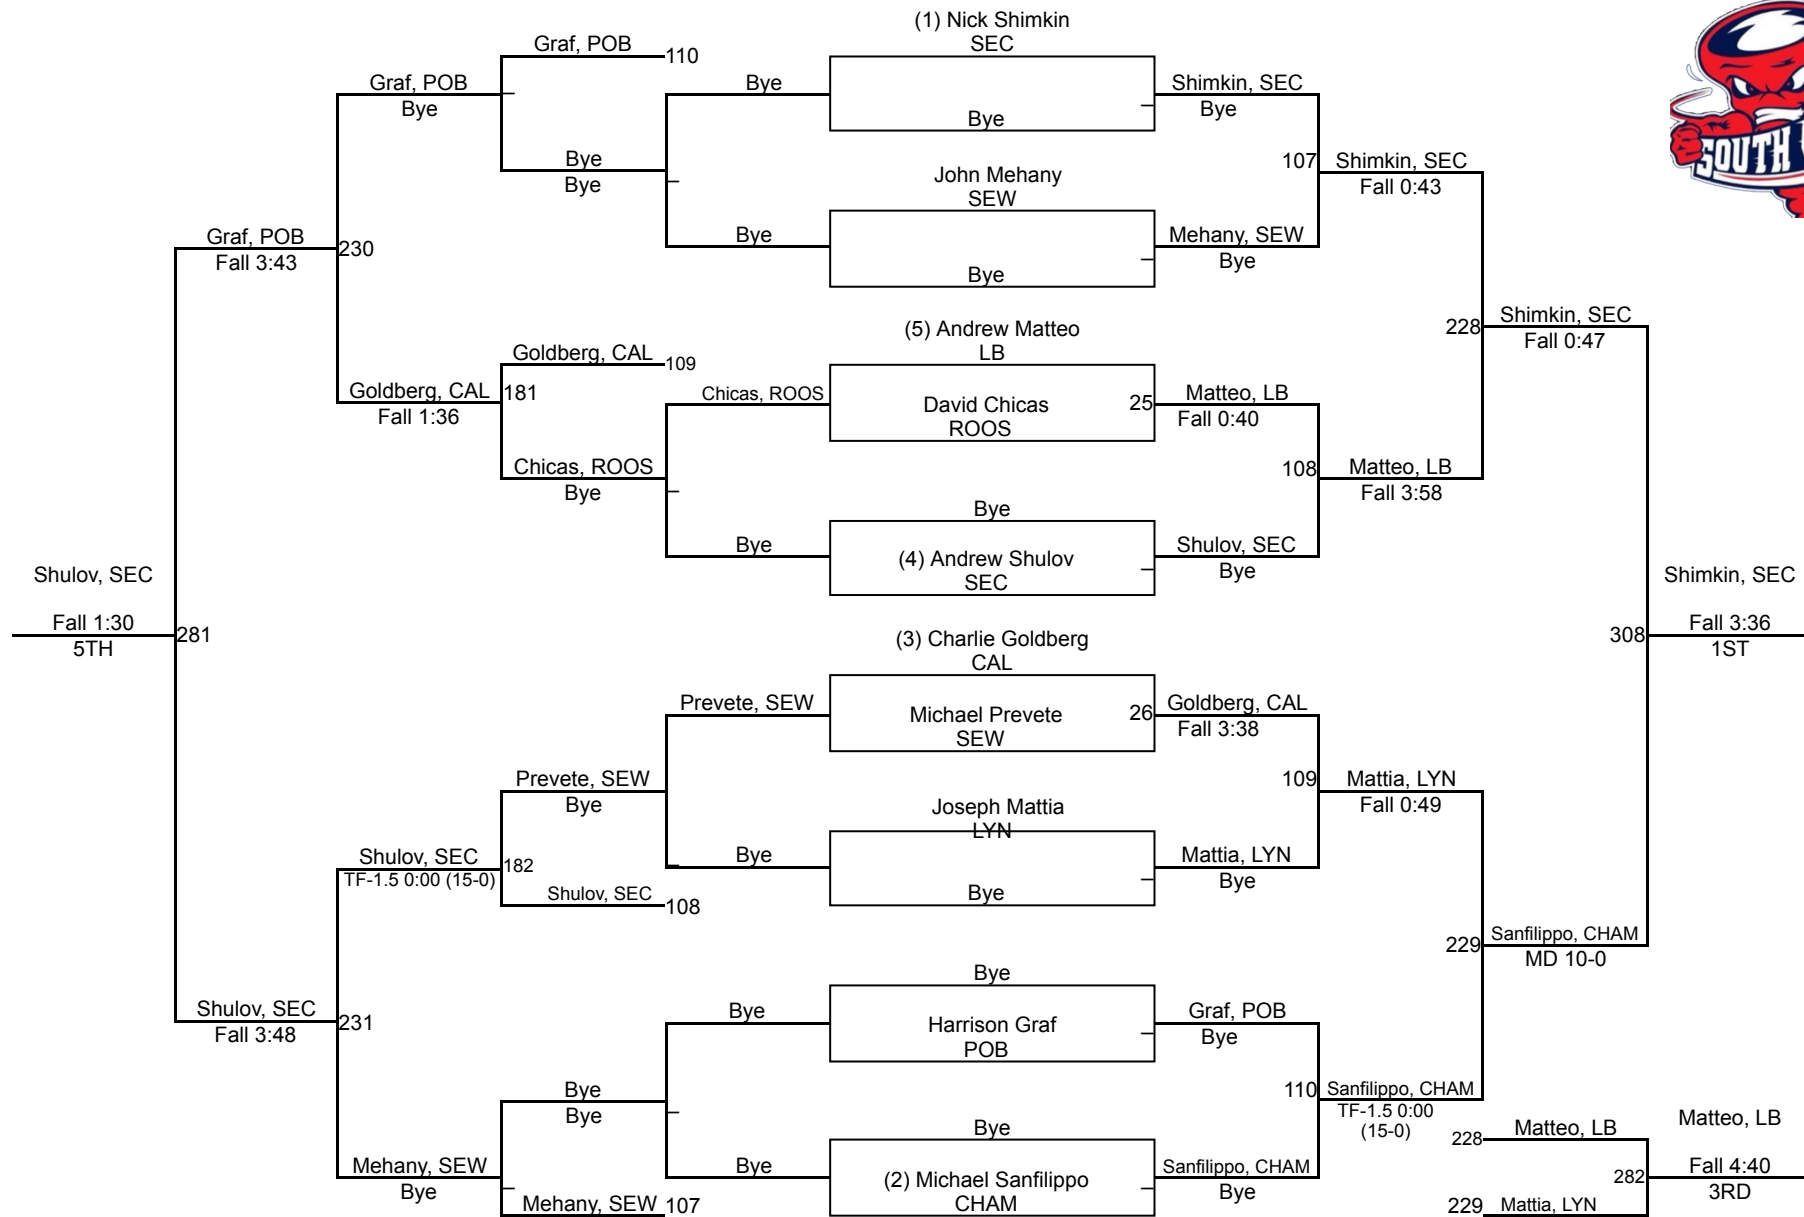 (1) Nick Shimkin
SEC
Graf, POB
110
Graf, POB
Bye
Bye
Bye
Shimkin, SEC
Bye
THE
SOUTH
Bye
Bye
John Mehany
SEW
107
Shimkin, SEC
Fall 0:43
Graf, POB
Fall 3:43
230
Bye
Bye
Mehany, SEW
Bye
(5) Andrew Matteo
LB
228
Shimkin, SEC
Fall 0:47
Goldberg, CAL
109
Goldberg, CAL
Fall 1:36
181
Chicas, ROOS
David Chicas
ROOS
25
Matteo, LB
Fall 0:40
Chicas, ROOS
Bye
108
Matteo, LB
Fall 3:58
Bye
Bye
(4) Andrew Shulov
SEC
Shulov, SEC
Bye
Shulov, SEC
Fall 1:30
5TH
281
Shimkin, SEC
308
Fall 3:36
1ST
(3) Charlie Goldberg
CAL
Prevete, SEW
Michael Prevete
SEW
26
Goldberg, CAL
Fall 3:38
Prevete, SEW
Bye
109
Mattia, LYN
Fall 0:49
Joseph Mattia
LYN
Shulov, SEC
TF-1.5 0:00 (15-0)
182
Bye
Bye
Mattia, LYN
Bye
Shulov, SEC
108
229
Sanfilippo, CHAM
MD 10-0
Bye
Shulov, SEC
Fall 3:48
231
Bye
Harrison Graf
POB
Graf, POB
Bye
Bye
Bye
110
Sanfilippo, CHAM
TF-1.5 0:00
(15-0)
Bye
228
Matteo, LB
Matteo, LB
Mehany, SEW
Bye
Bye
(2) Michael Sanfilippo
CHAM
Sanfilippo, CHAM
Bye
282
Fall 4:40
3RD
Mehany, SEW
107
229
Mattia, LYN